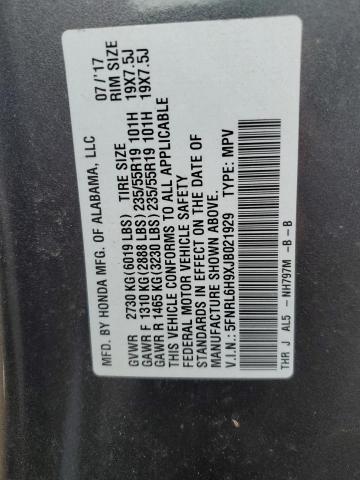 MFD. BY HONDA MFG. OF ALABAMA, LLC 07/'17
TIRE SIZE RIM SIZE
GVWR 2730 KG(6019 LBS)
GAWR F 1310 KG(2888 LBS) 235/55R19 101H 19X7.5J
GAWR R 1465 KG(3230 LBS) 235/55R19 101H 19X7.5J
THIS VEHICLE CONFORMS TO ALL APPLICABLE
FEDERAL MOTOR VEHICLE SAFETY
STANDARDS IN EFFECT ON THE DATE OF
MANUFACTURE SHOWN ABOVE.
V.I.N.: 5FNRL6H9XJB021929 TYPE: MPV
THR J AL5 - NH797M -B -B